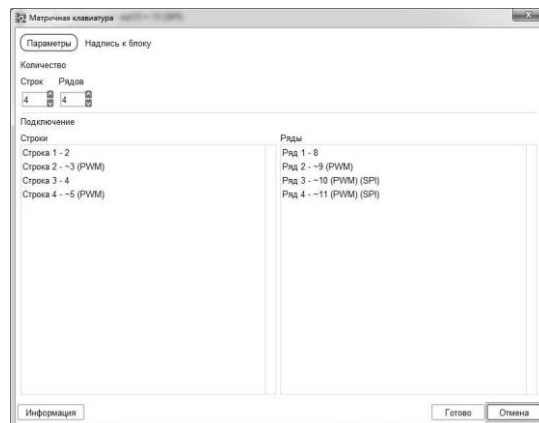 Матричная клавиатура
Параметры Надпись к блоку
Количество
Строк Рядов
4 4
Подключение
Строки Ряды
Строка 1 - 2 Ряд 1 - 8
Строка 2 - ~3 (PWM) Ряд 2 - ~9 (PWM)
Строка 3 - 4 Ряд 3 - ~10 (PWM) (SPI)
Строка 4 - ~5 (PWM) Ряд 4 - ~11 (PWM) (SPI)
Информация Готово Отмена